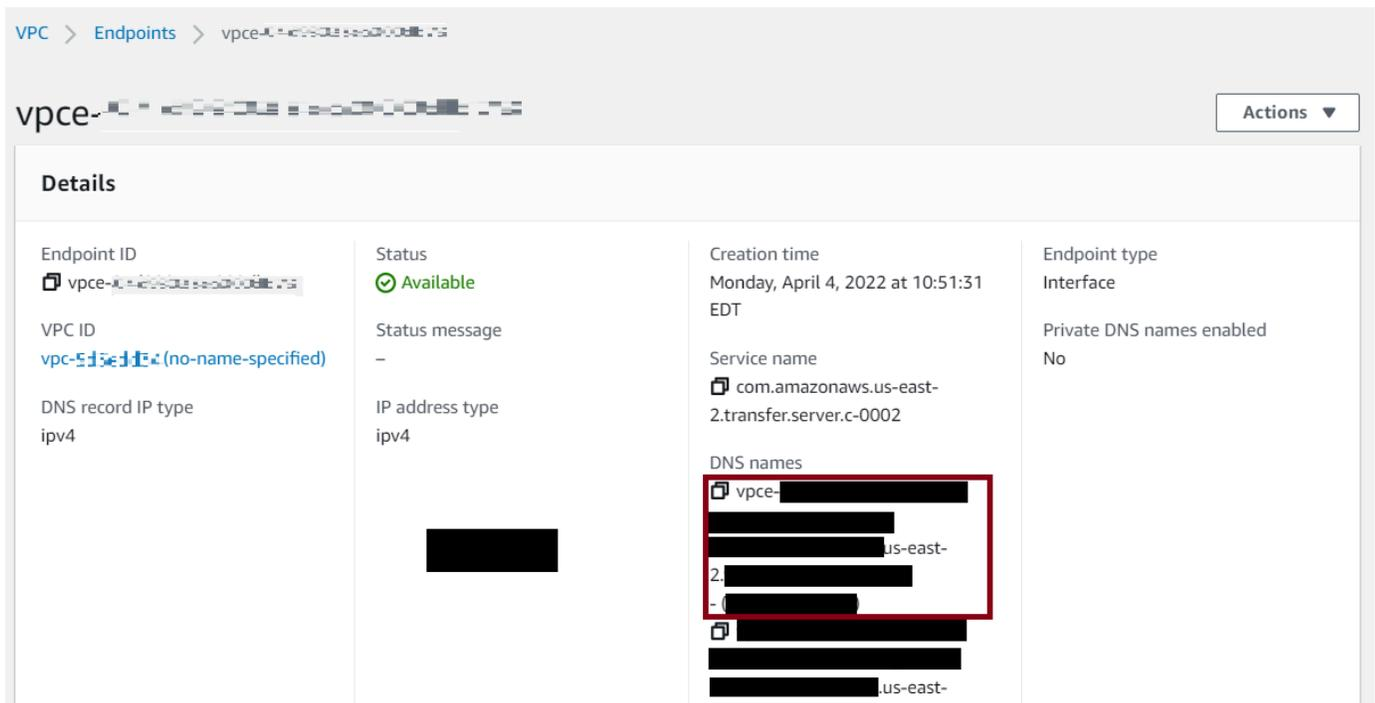 VPC > Endpoints > vpce-
vpce-
Actions ▼
Details
Endpoint ID
vpce-
VPC ID
vpc- (no-name-specified)
DNS record IP type
ipv4
Status
Available
Status message
–
IP address type
ipv4
Creation time
Monday, April 4, 2022 at 10:51:31
EDT
Service name
com.amazonaws.us-east-
2.transfer.server.c-0002
DNS names
vpce-
us-east-
2.
- ( )
.us-east-
Endpoint type
Interface
Private DNS names enabled
No